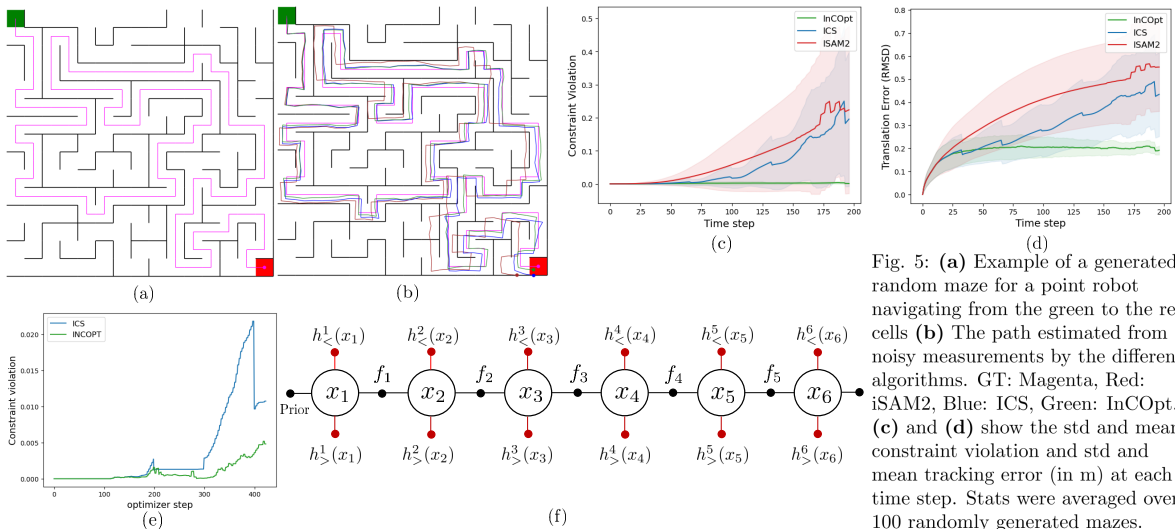 InCOpt
ICS
ISAM2
0.5
0.4
0.3
0.2
0.1
0.0
Constraint Violation
0 25 50 75 100 125 150 175 200
Time step
InCOpt
ICS
ISAM2
0.8
0.7
0.6
0.5
0.4
0.3
0.2
0.1
0.0
Translation Error (RMSD)
0 25 50 75 100 125 150 175 200
Time step
(a)
(b)
(c)
(d)
ICS
INCOPT
0.020
0.015
0.010
0.005
0.000
Constraint violation
0 100 200 300 400
optimizer step
(e)
h¹<(x₁) h²<(x₂) h³<(x₃) h⁴<(x₄) h⁵<(x₅) h⁶<(x₆)
Prior x₁ f₁ x₂ f₂ x₃ f₃ x₄ f₄ x₅ f₅ x₆
h¹>(x₁) h²>(x₂) h³>(x₃) h⁴>(x₄) h⁵>(x₅) h⁶>(x₆)
(f)
Fig. 5: (a) Example of a generated
random maze for a point robot
navigating from the green to the re
cells (b) The path estimated from
noisy measurements by the differen
algorithms. GT: Magenta, Red:
iSAM2, Blue: ICS, Green: InCOpt.
(c) and (d) show the std and mean
constraint violation and std and
mean tracking error (in m) at each
time step. Stats were averaged over
100 randomly generated mazes.